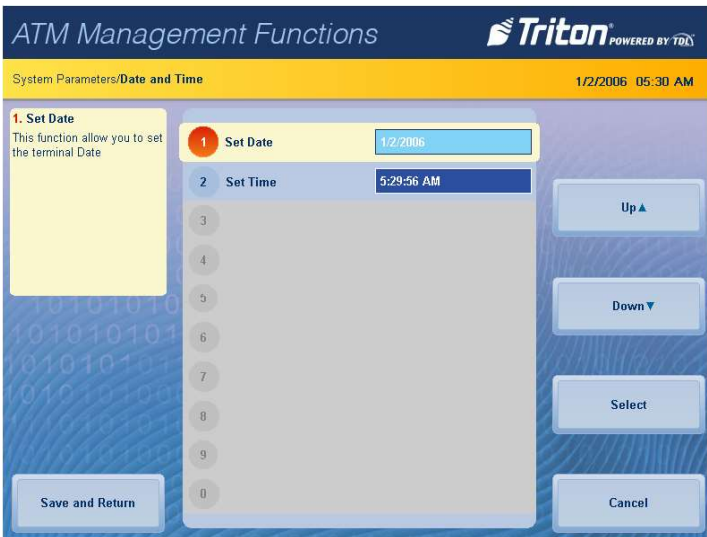 ATM Management Functions
Triton POWERED BY TDL
System Parameters/Date and Time
1/2/2006 05:30 AM
1. Set Date
This function allow you to set
the terminal Date
1 Set Date 1/2/2006
2 Set Time 5:29:56 AM
3
4
5
6
7
8
9
0
Up▲
Down▼
Select
Save and Return
Cancel